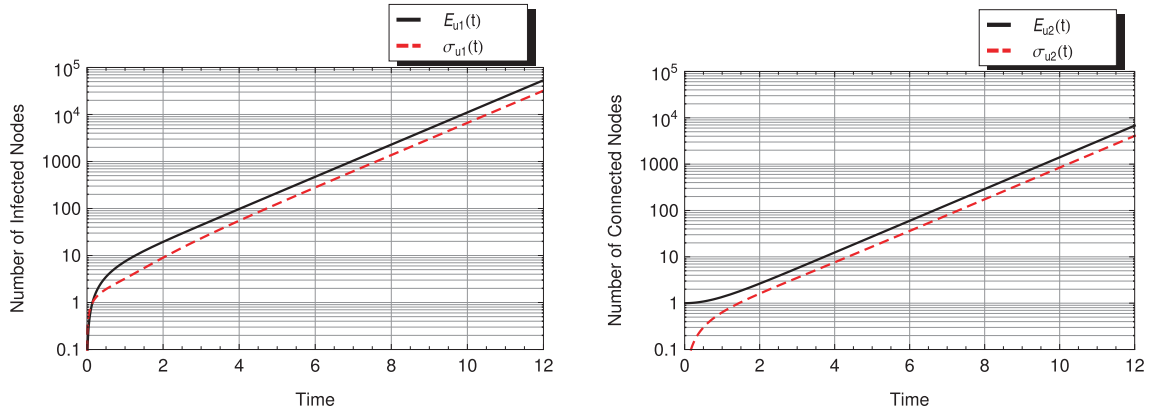 E_u1(t)
σ_u1(t)
10^5
10^4
1000
100
10
1
0.1
Number of Infected Nodes
0 2 4 6 8 10 12
Time
E_u2(t)
σ_u2(t)
10^5
10^4
1000
100
10
1
0.1
Number of Connected Nodes
0 2 4 6 8 10 12
Time